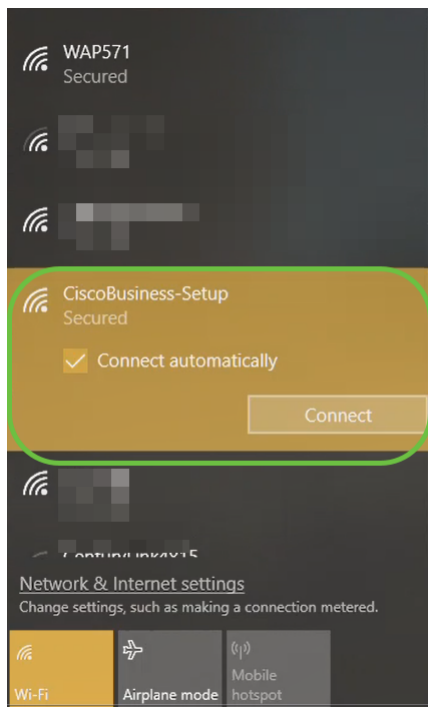 WAP571
Secured
CiscoBusiness-Setup
Secured
Connect automatically
Connect
Network & Internet settings
Change settings, such as making a connection metered.
Wi-Fi
Airplane mode
Mobile
hotspot